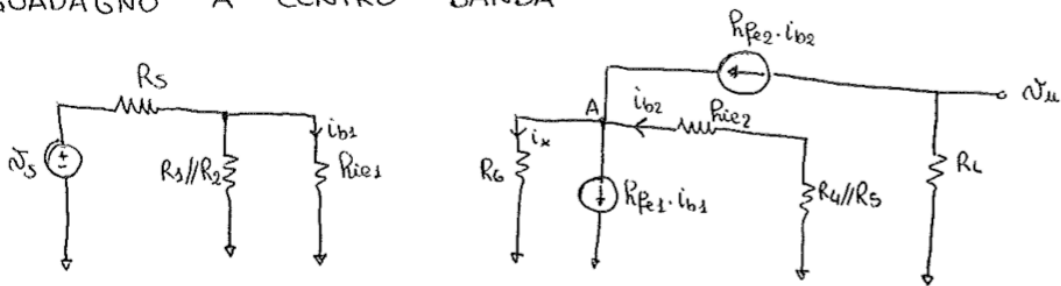 GUADAGNO A CENTRO BANDA
hfe2·ib2
RS
vu
A
ib2
hie2
ib1
ix
vs
R1//R2
hie1
R6
hfe1·ib1
R4//R5
RL